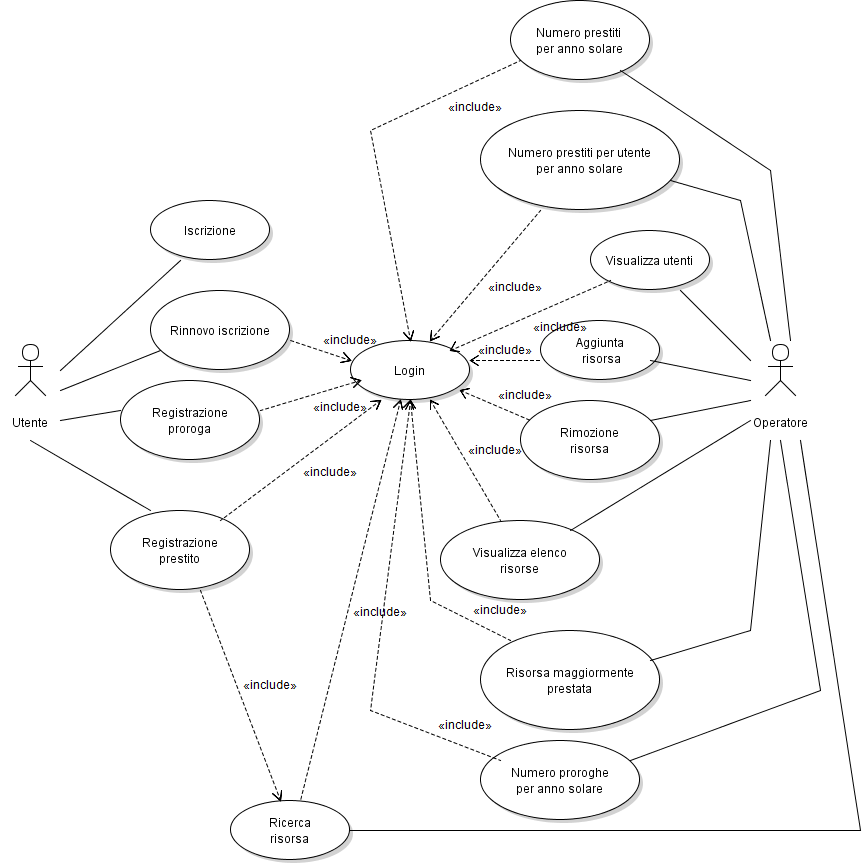 Numero prestiti
per anno solare
«include»
Numero prestiti per utente
per anno solare
Iscrizione
Visualizza utenti
«include»
«include»
Rinnovo iscrizione
«include»
Aggiunta
risorsa
«include»
Login
Utente
Operatore
Registrazione
proroga
«include»
«include»
Rimozione
risorsa
«include»
«include»
Registrazione
prestito
Visualizza elenco
risorse
«include»
«include»
Risorsa maggiormente
prestata
«include»
«include»
Numero proroghe
per anno solare
Ricerca
risorsa